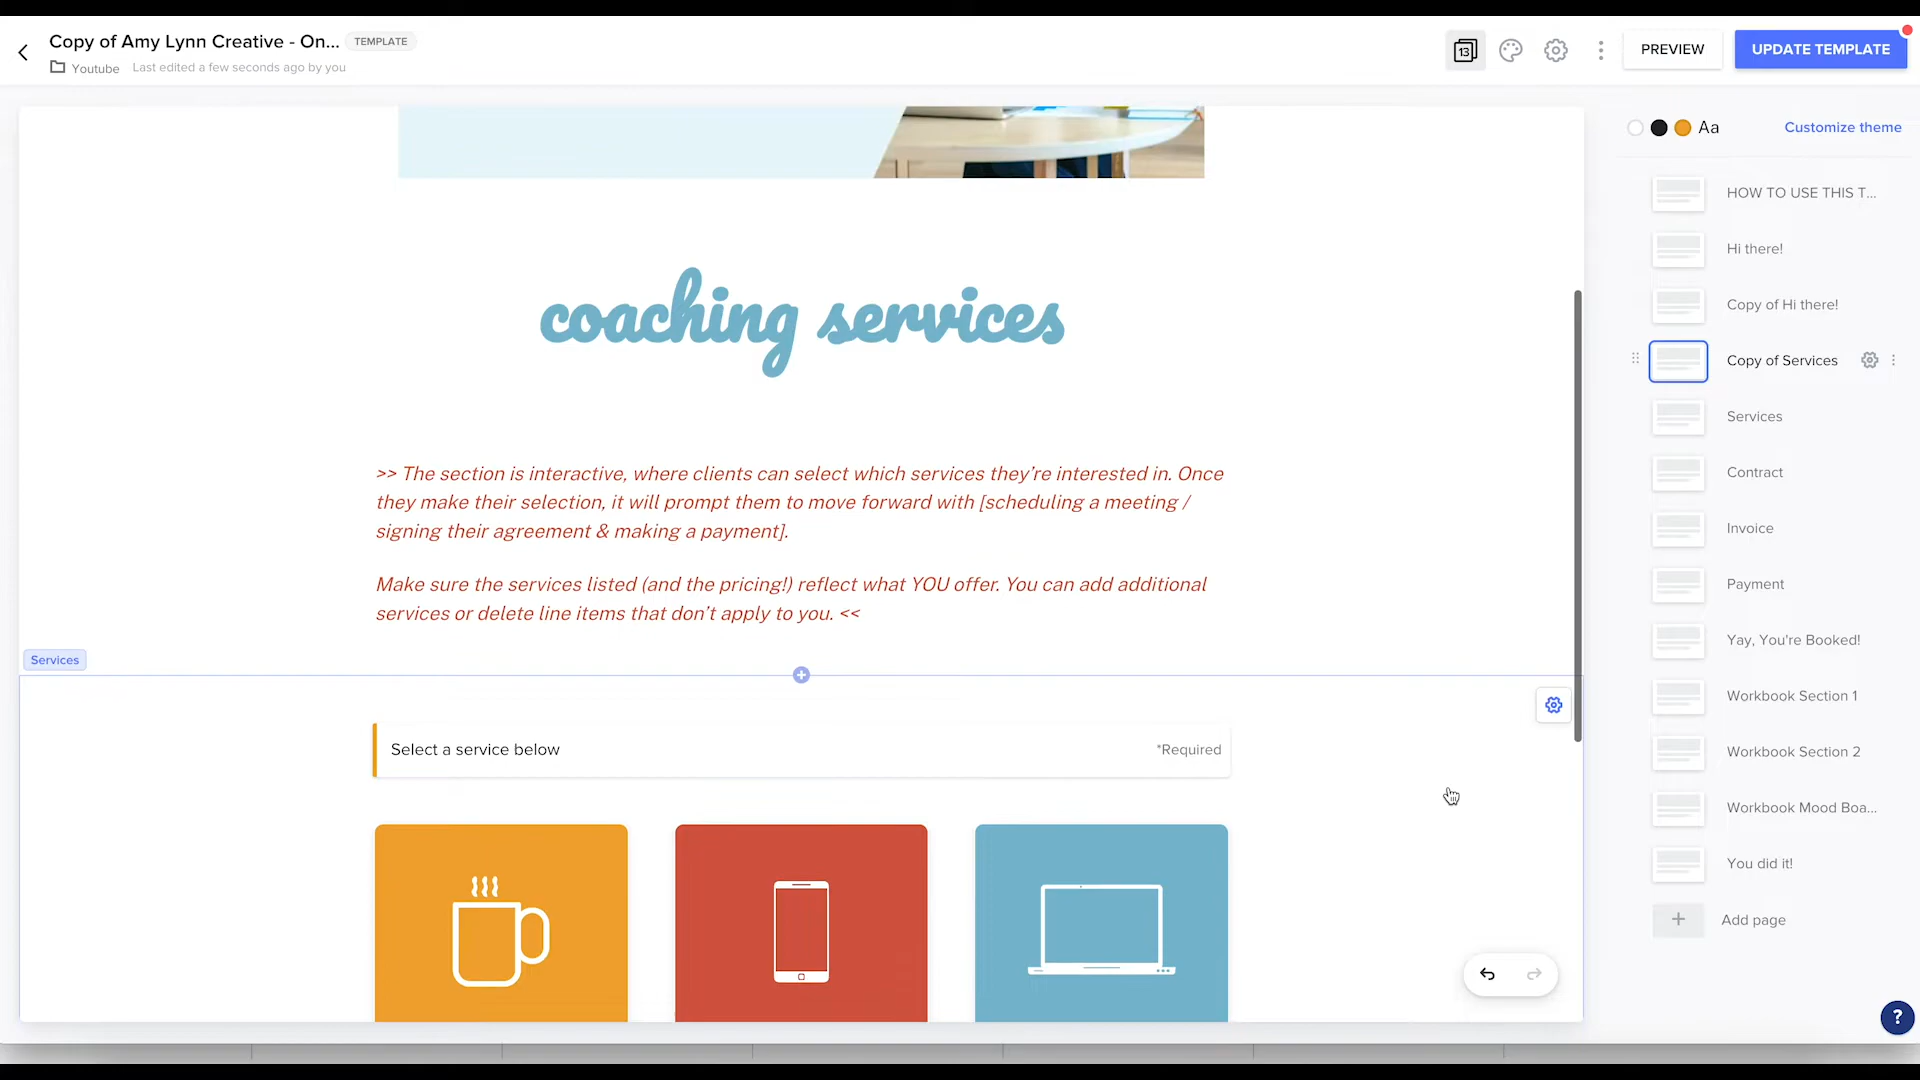 Copy of Amy Lynn Creative - On...
TEMPLATE
Youtube
Last edited a few seconds ago by you
13
PREVIEW
UPDATE TEMPLATE
coaching services
>> The section is interactive, where clients can select which services they're interested in. Once
they make their selection, it will prompt them to move forward with [scheduling a meeting /
signing their agreement & making a payment].
Make sure the services listed (and the pricing!) reflect what YOU offer. You can add additional
services or delete line items that don't apply to you. <<
Services
Select a service below
*Required
Aa
Customize theme
HOW TO USE THIS T...
Hi there!
Copy of Hi there!
Copy of Services
Services
Contract
Invoice
Payment
Yay, You're Booked!
Workbook Section 1
Workbook Section 2
Workbook Mood Boa...
You did it!
Add page
?